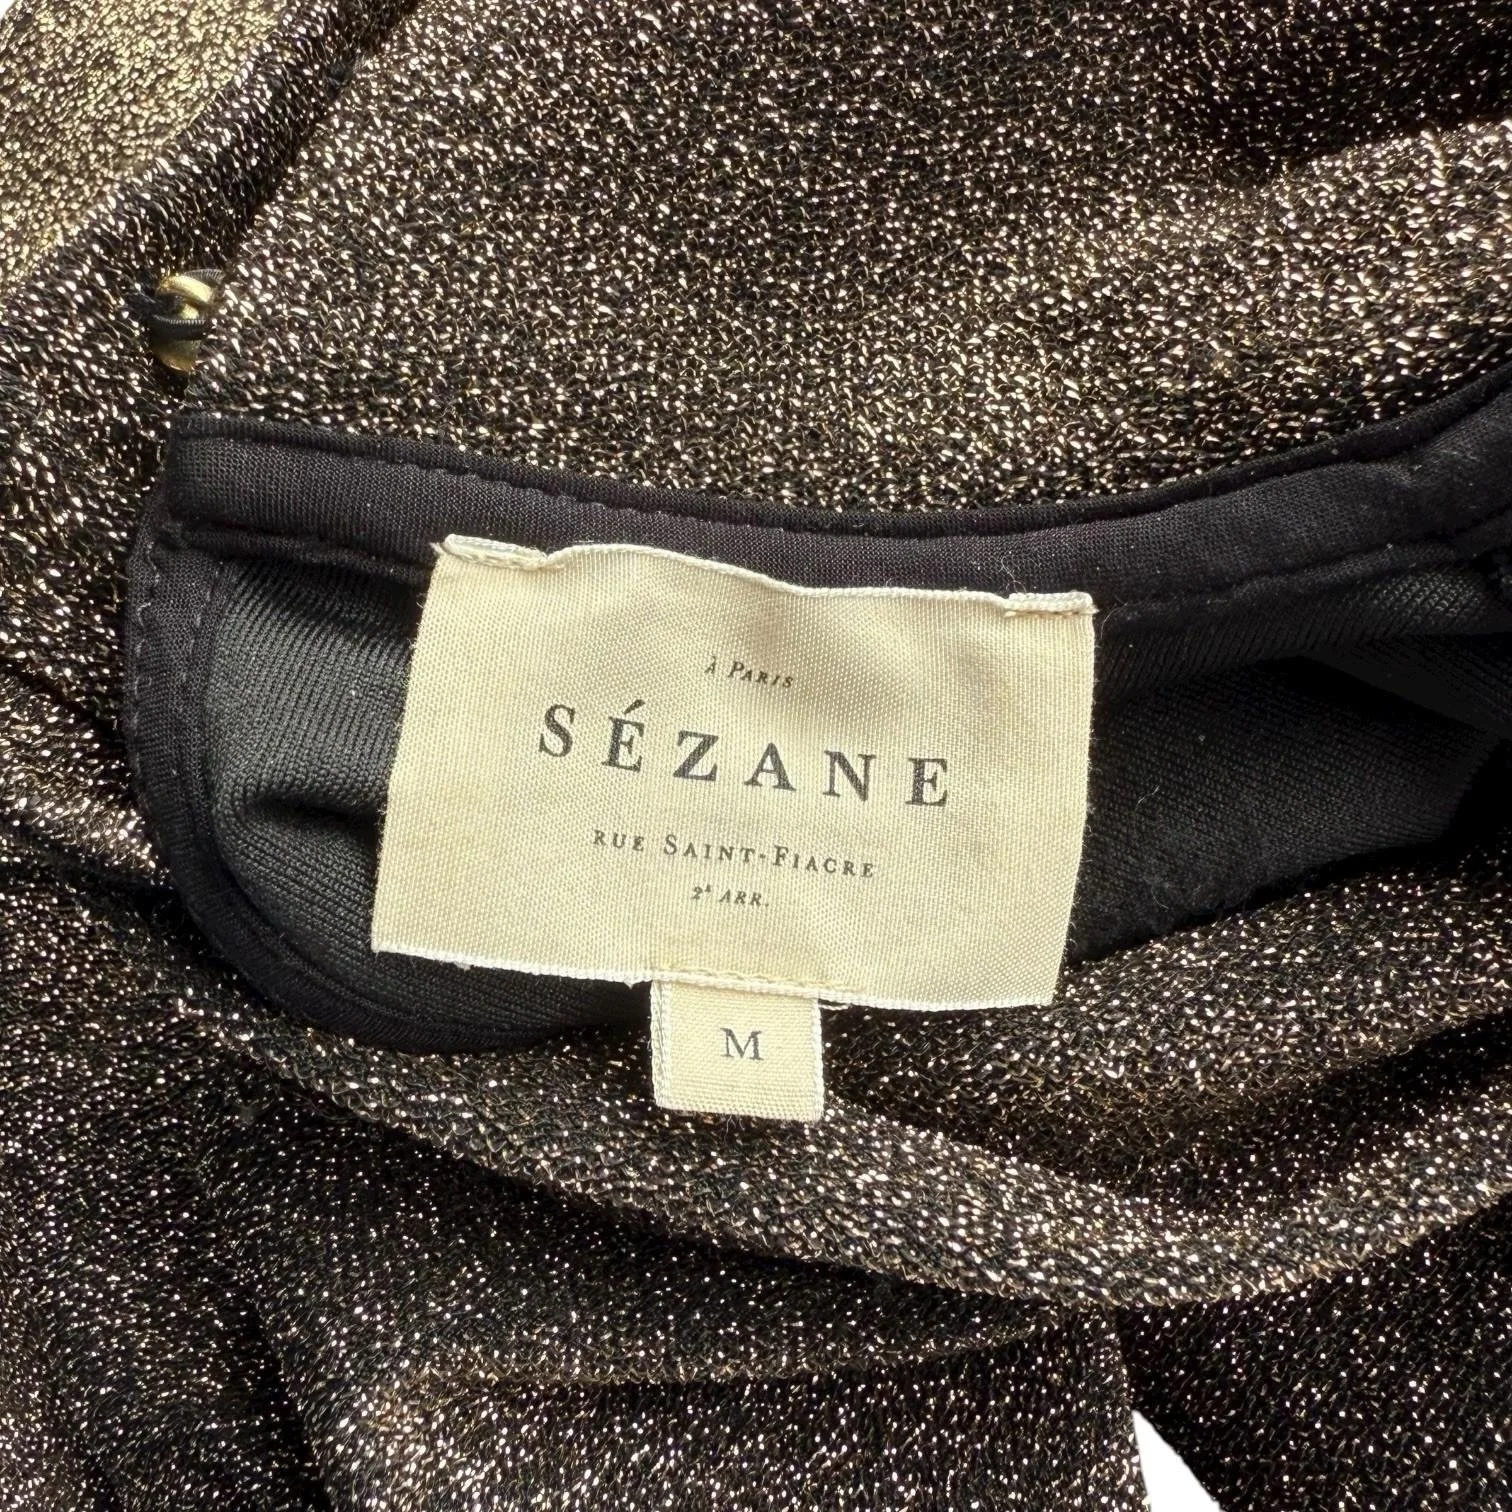 à Paris
SÉZANE
RUE SAINT-FIACRE
2e ARR.
M